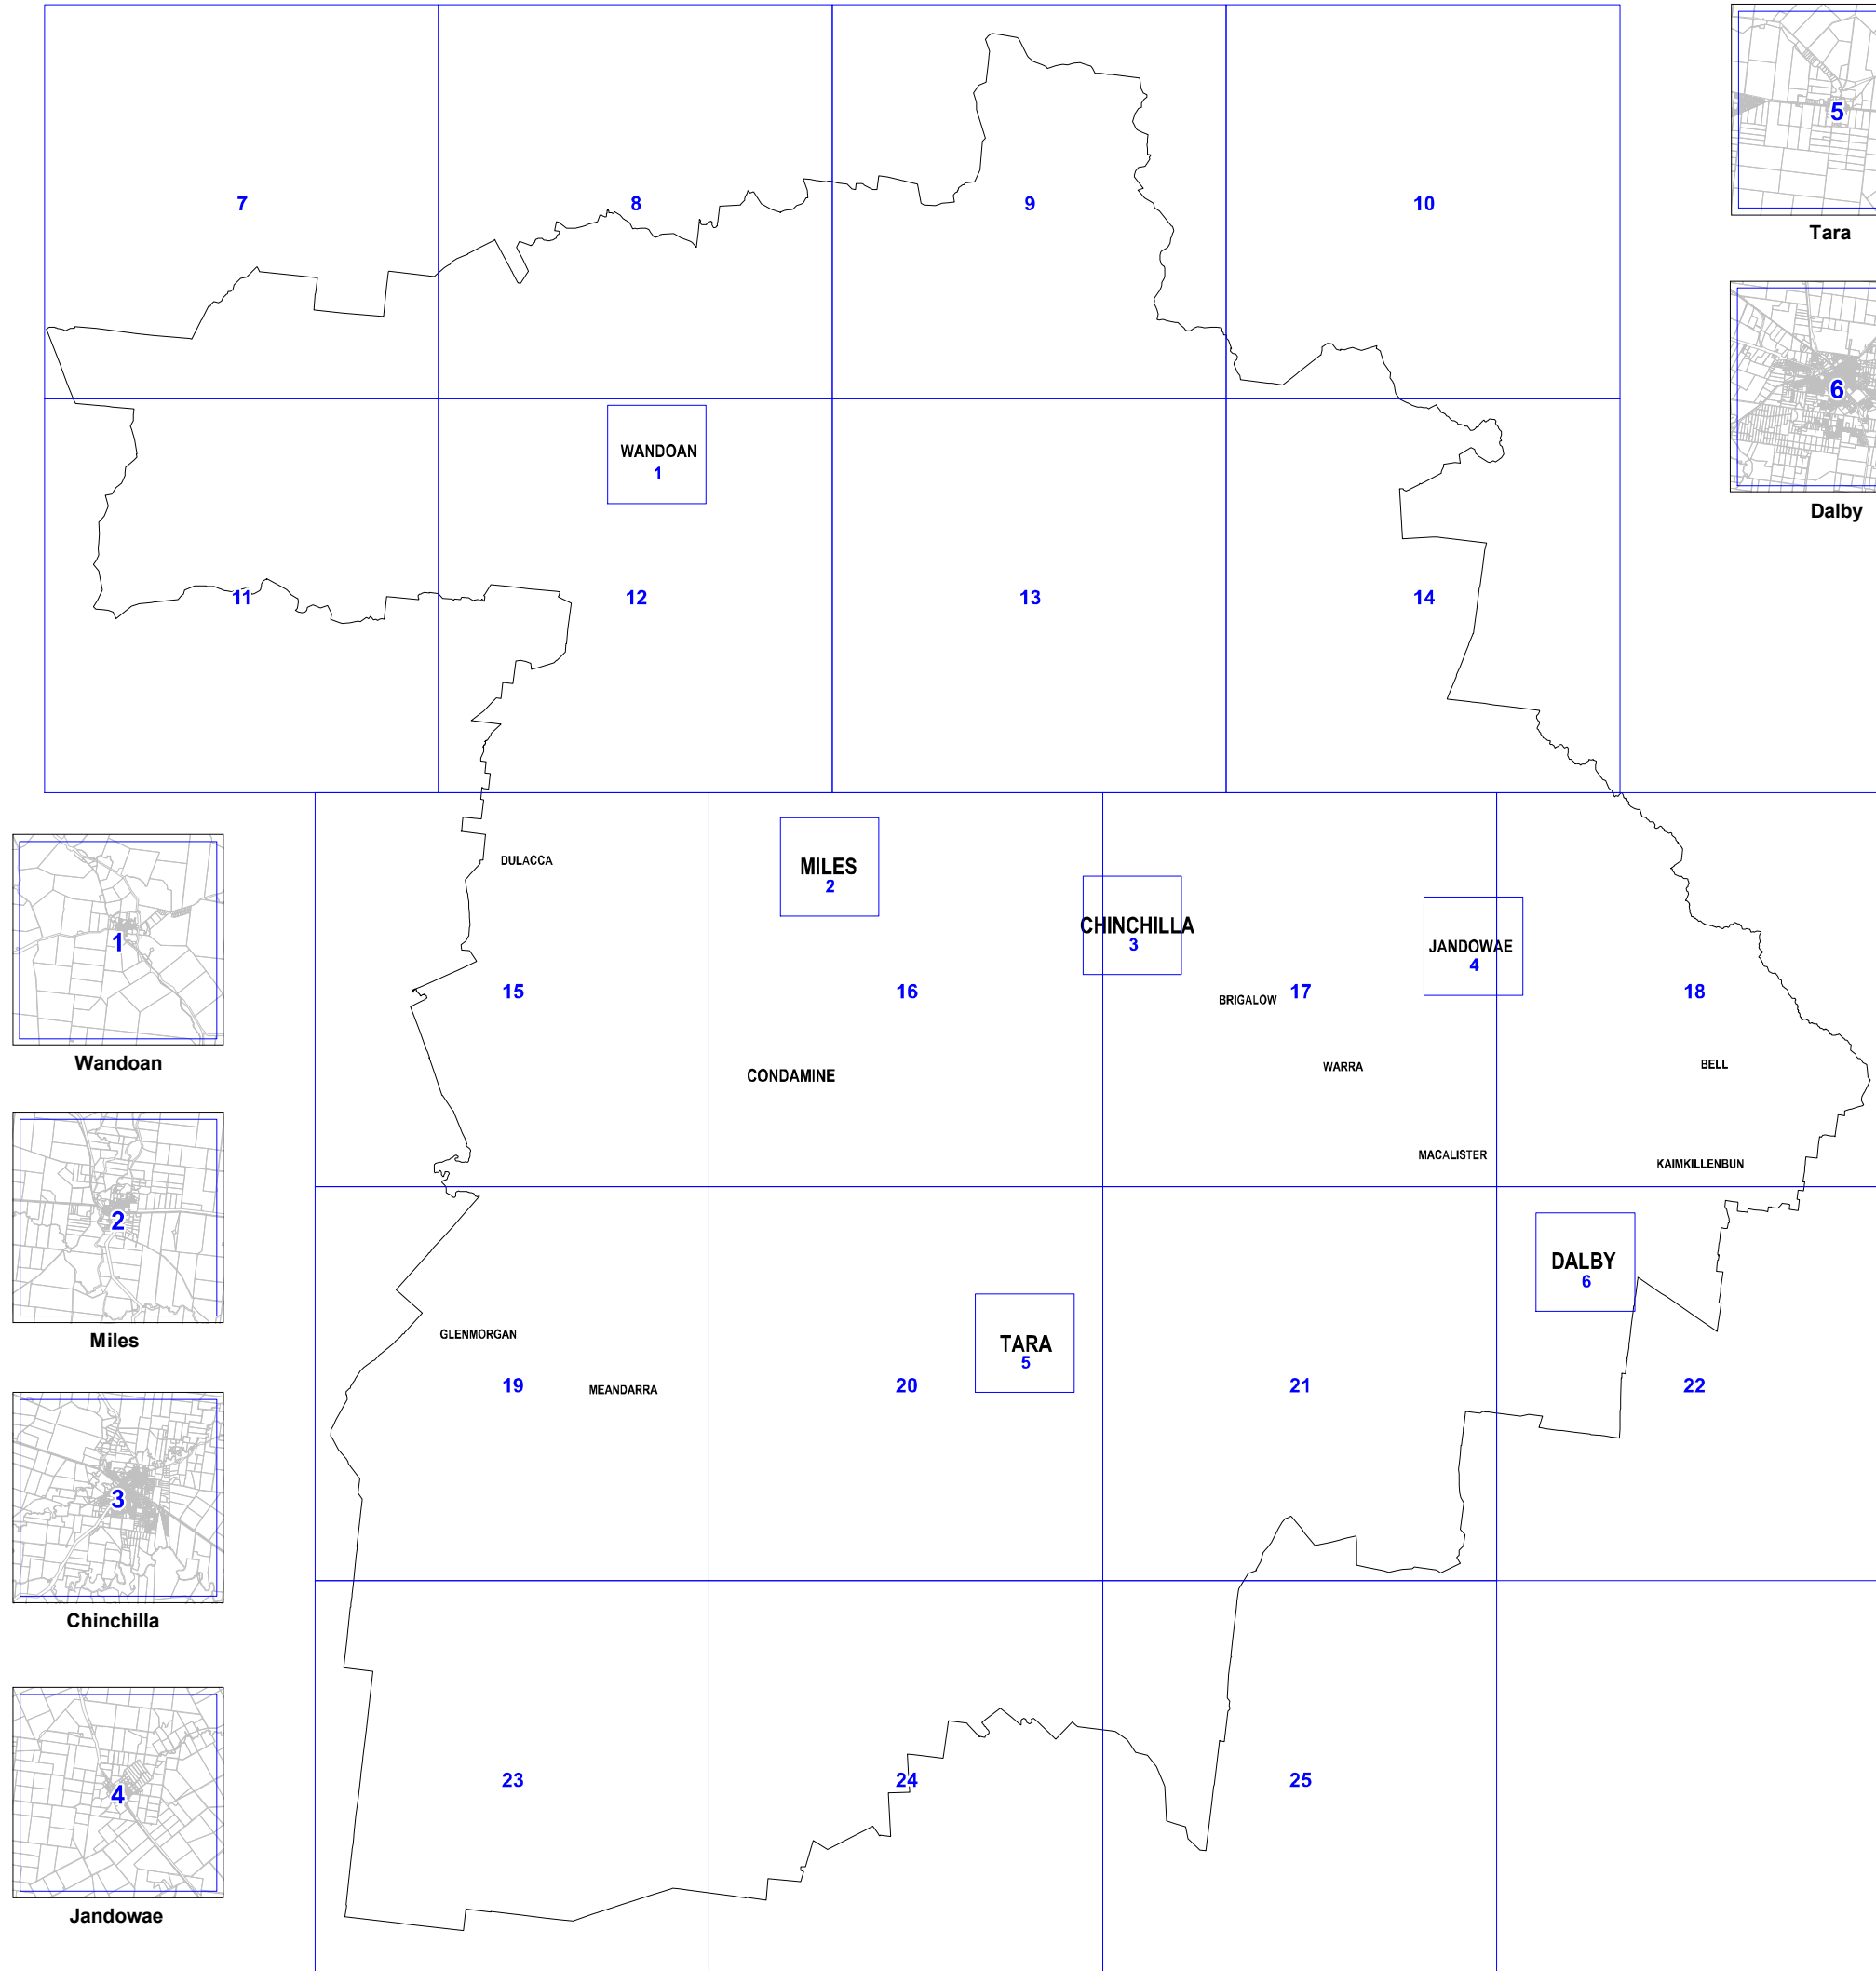 5
Tara
7
8
9
10
6
Dalby
WANDOAN
1
11
12
13
14
1
Wandoan
DULACCA
MILES
2
CHINCHILLA
3
JANDOWAE
4
15
16
BRIGALOW
17
18
CONDAMINE
WARRA
BELL
MACALISTER
KAIMKILLENBUN
2
Miles
DALBY
6
GLENMORGAN
TARA
5
19
MEANDARRA
20
21
22
3
Chinchilla
4
Jandowae
23
24
25